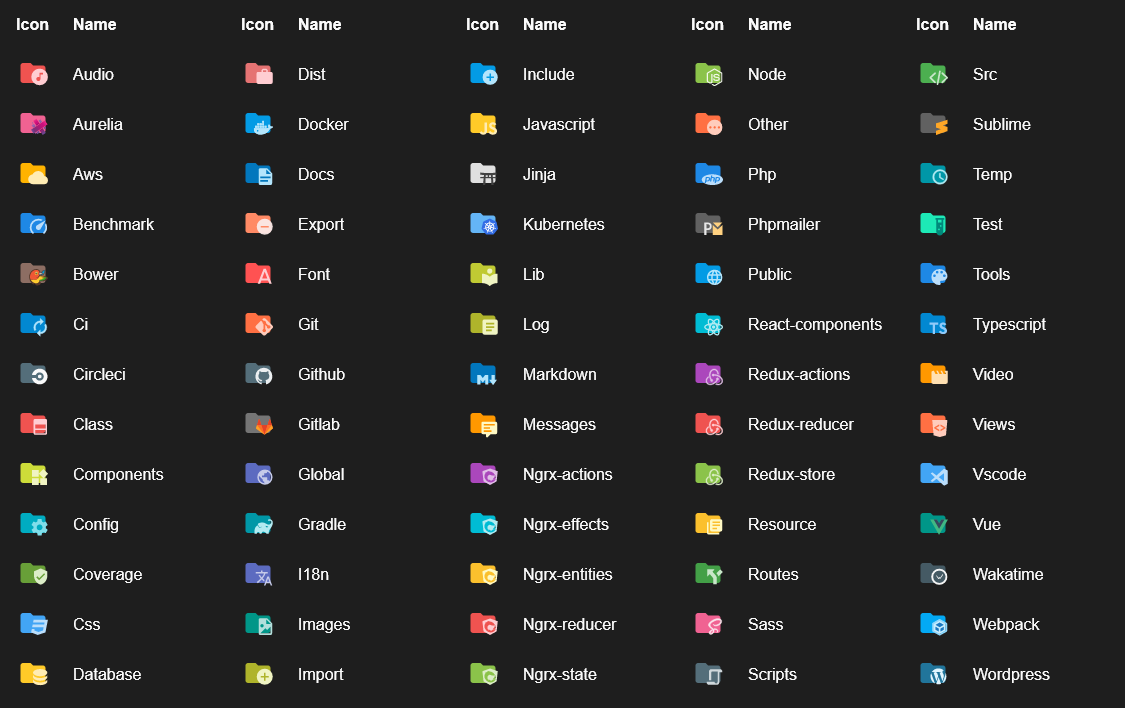 Icon Name Icon Name Icon Name Icon Name Icon Name
Audio Dist Include Node Src
Aurelia Docker Javascript Other Sublime
Aws Docs Jinja Php Temp
Benchmark Export Kubernetes Phpmailer Test
Bower Font Lib Public Tools
Ci Git Log React-components Typescript
Circleci Github Markdown Redux-actions Video
Class Gitlab Messages Redux-reducer Views
Components Global Ngrx-actions Redux-store Vscode
Config Gradle Ngrx-effects Resource Vue
Coverage I18n Ngrx-entities Routes Wakatime
Css Images Ngrx-reducer Sass Webpack
Database Import Ngrx-state Scripts Wordpress